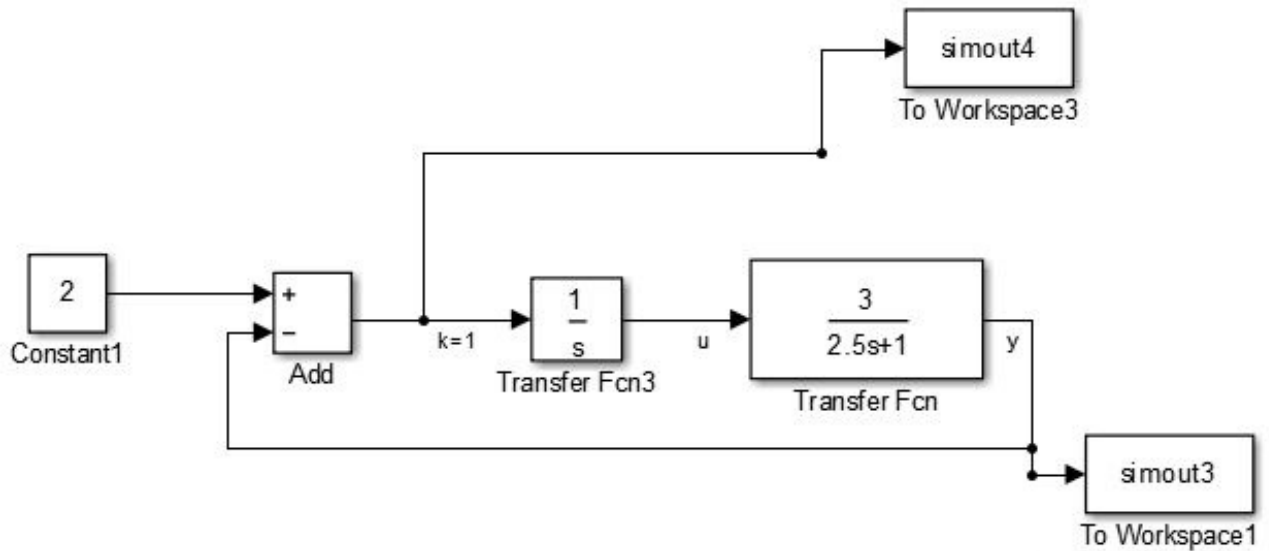 simout4
To Workspace3
2
Constant1
+
−
Add
k=1
1
s
Transfer Fcn3
u
3
2.5s+1
Transfer Fcn
y
simout3
To Workspace1